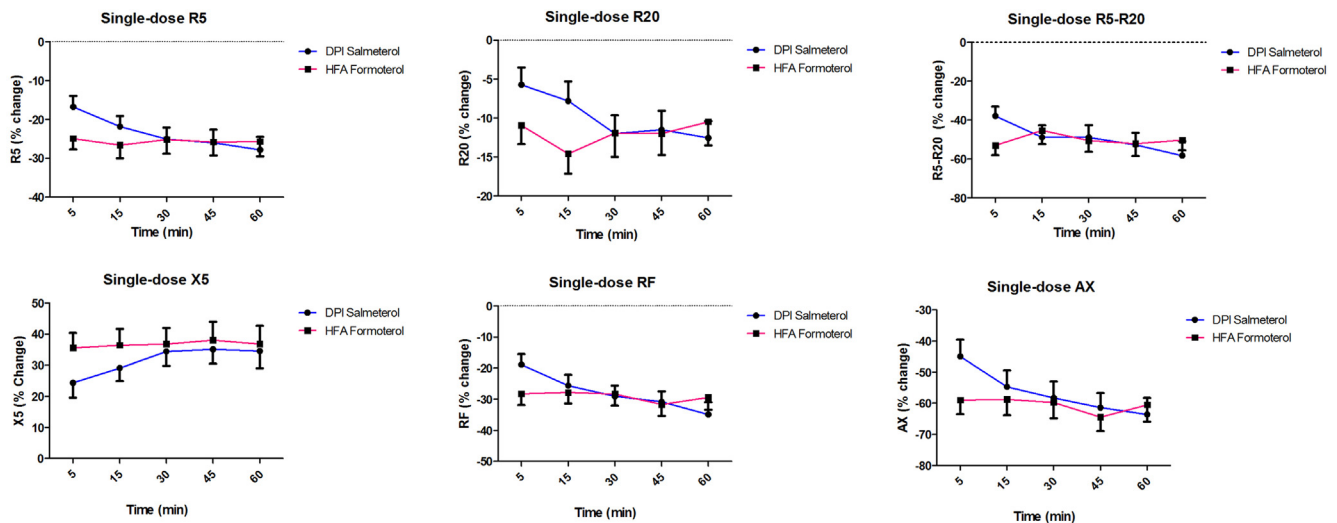 Single-dose R5
0
-10
-20
-30
-40
R5 (% change)
5
15
30
45
60
Time (min)
DPI Salmeterol
HFA Formoterol
Single-dose R20
0
-5
-10
-15
-20
R20 (% change)
5
15
30
45
60
Time (min)
DPI Salmeterol
HFA Formoterol
Single-dose R5-R20
0
-20
-40
-60
-80
R5-R20 (% change)
5
15
30
45
60
Time (min)
DPI Salmeterol
HFA Formoterol
Single-dose X5
50
40
30
20
10
0
X5 (% Change)
5
15
30
45
60
Time (min)
DPI Salmeterol
HFA Formoterol
Single-dose RF
0
-10
-20
-30
-40
-50
RF (% change)
5
15
30
45
60
Time (min)
DPI Salmeterol
HFA Formoterol
Single-dose AX
-30
-40
-50
-60
-70
-80
AX (% change)
5
15
30
45
60
Time (min)
DPI Salmeterol
HFA Formoterol